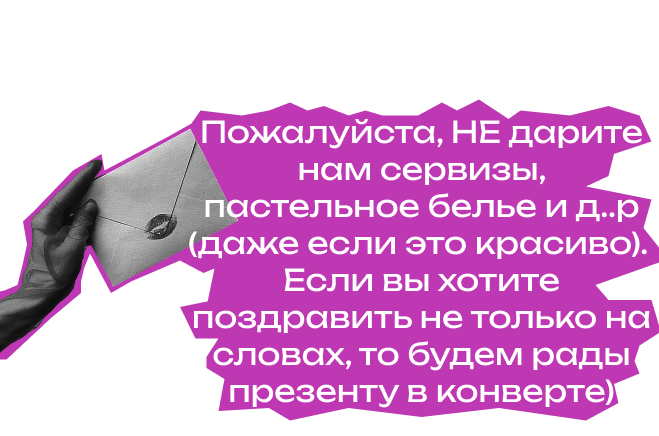 Пожалуйста, НЕ дарите
нам сервизы,
пастельное белье и д..р
(даже если это красиво).
Если вы хотите
поздравить не только на
словах, то будем рады
презенту в конверте)